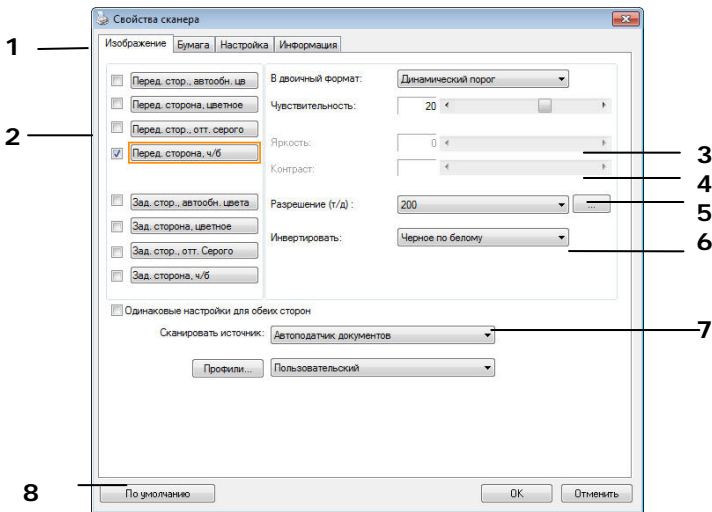 Свойства сканера
1
Изображение Бумага Настройка Информация
Перед. стор., автообн. цв
В двоичный формат: Динамический порог
Перед. сторона, цветное
Чувствительность: 20
2
Перед. стор., отт. серого
Яркость: 0
Перед. сторона, ч/б
3
Контраст:
4
Зад. стор., автообн. цвета
Разрешение (т/д) : 200 ...
5
Зад. сторона, цветное
Инвертировать: Черное по белому
6
Зад. стор., отт. Серого
Зад. сторона, ч/б
Одинаковые настройки для обеих сторон
Сканировать источник: Автоподатчик документов
7
Профили... Пользовательский
8
По умолчанию OK Отменить